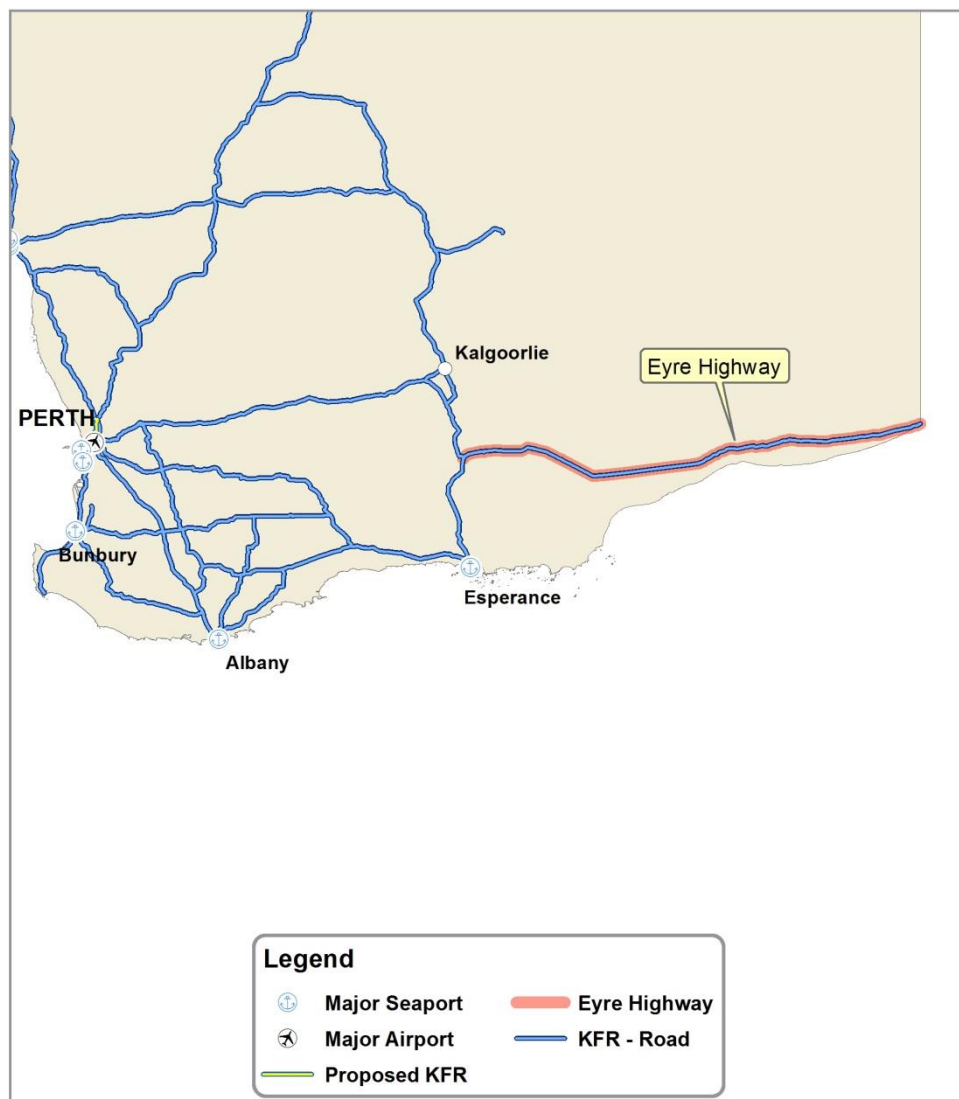 Kalgoorlie
Eyre Highway
PERTH
Bunbury
Esperance
Albany
Legend
Major Seaport
Eyre Highway
Major Airport
KFR - Road
Proposed KFR